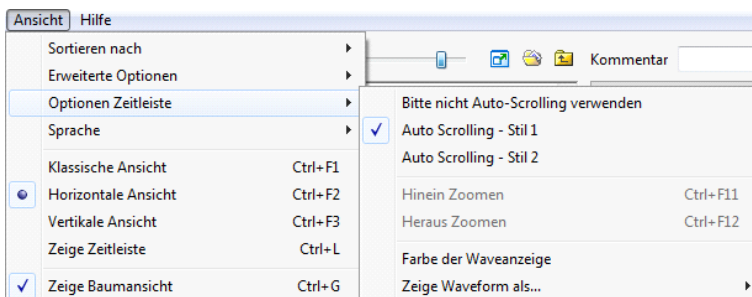 Ansicht Hilfe
Sortieren nach
Erweiterte Optionen
Optionen Zeitleiste
Sprache
Klassische Ansicht Ctrl+F1
Horizontale Ansicht Ctrl+F2
Vertikale Ansicht Ctrl+F3
Zeige Zeitleiste Ctrl+L
Zeige Baumansicht Ctrl+G
Kommentar
Bitte nicht Auto-Scrolling verwenden
Auto Scrolling - Stil 1
Auto Scrolling - Stil 2
Hinein Zoomen Ctrl+F11
Heraus Zoomen Ctrl+F12
Farbe der Waveanzeige
Zeige Waveform als...